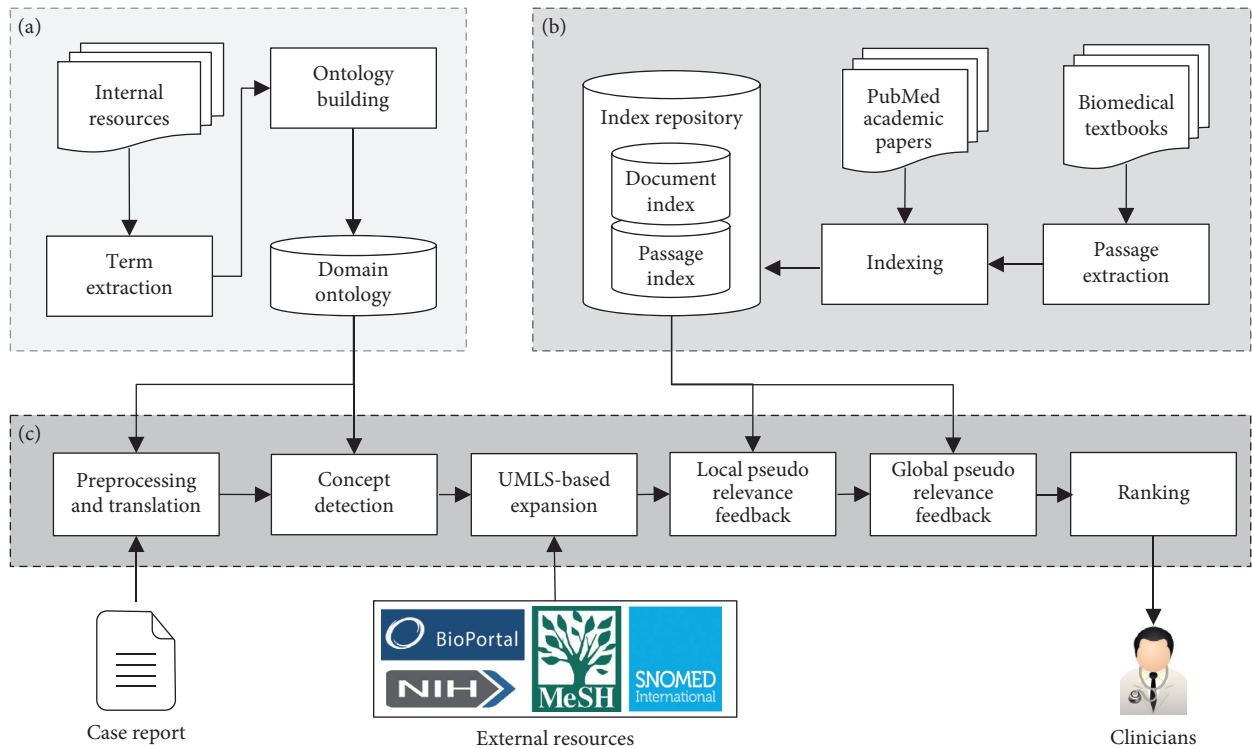 (a)
Internal
resources
Ontology
building
Term
extraction
Domain
ontology
(b)
Index repository
Document
index
Passage
index
PubMed
academic
papers
Biomedical
textbooks
Indexing
Passage
extraction
(c)
Preprocessing
and translation
Concept
detection
UMLS-based
expansion
Local pseudo
relevance
feedback
Global pseudo
relevance
feedback
Ranking
Case report
BioPortal
NIH
MeSH
SNOMED
International
External resources
Clinicians